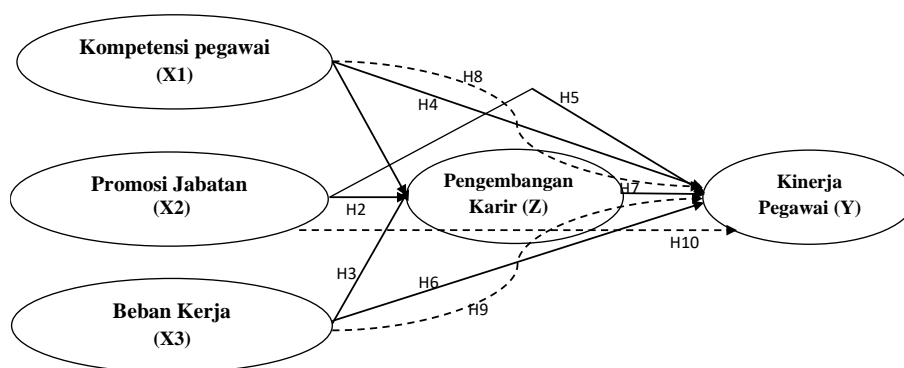 Kompetensi pegawai
(X1)
H8
H4
H5
Promosi Jabatan
(X2)
H2
Pengembangan
Karir (Z)
H7
Kinerja
Pegawai (Y)
H10
H3
H6
H9
Beban Kerja
(X3)